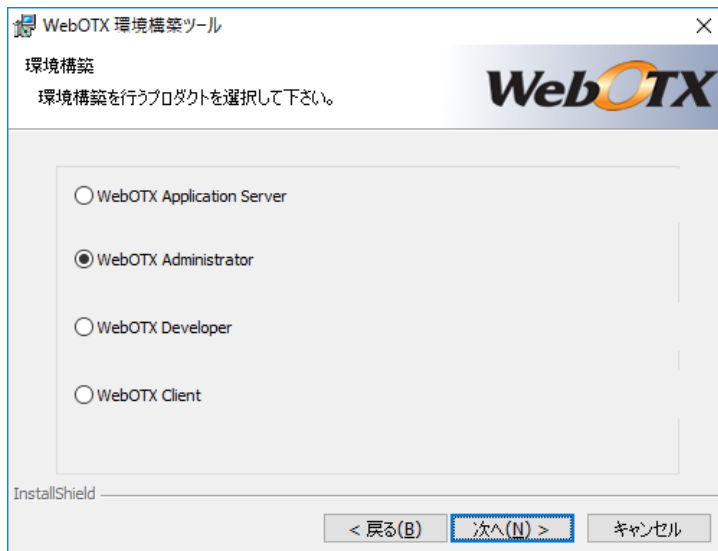 WebOTX 環境構築ツール
環境構築
環境構築を行うプロダクトを選択して下さい。
WebOTX
WebOTX Application Server
WebOTX Administrator
WebOTX Developer
WebOTX Client
InstallShield
< 戻る(B)
次へ(N) >
キャンセル